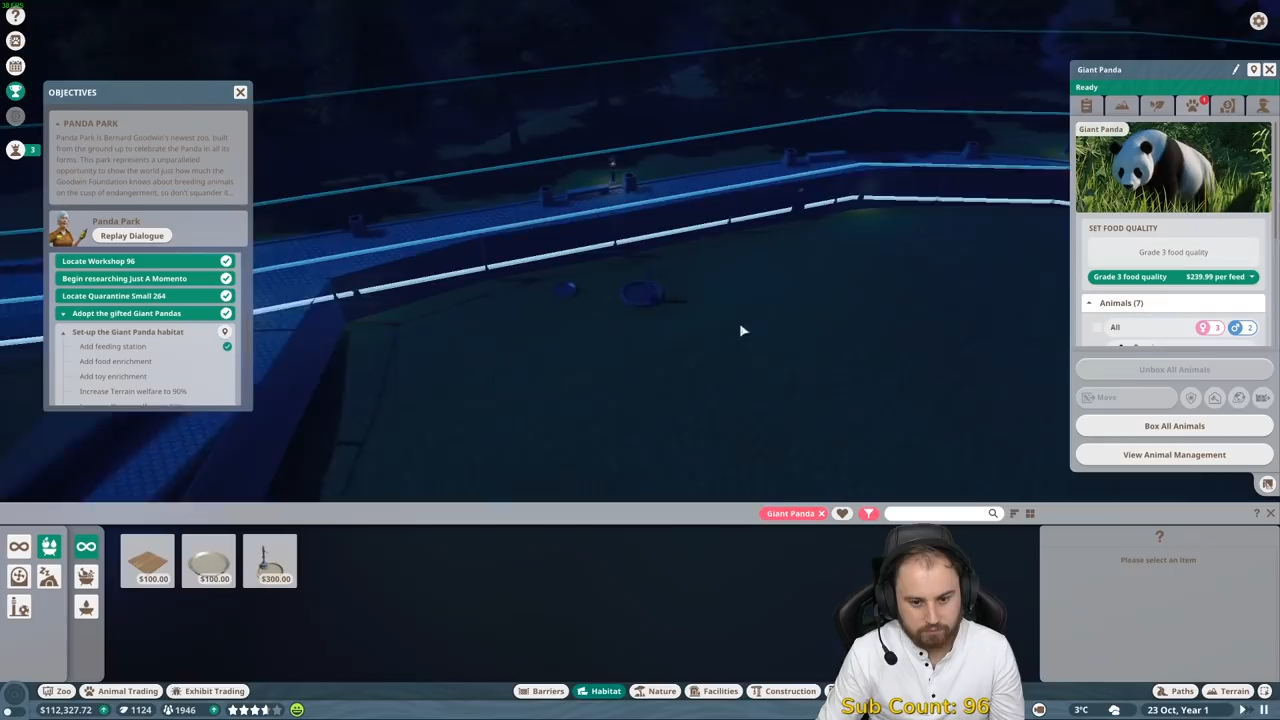 38 FPS
OBJECTIVES
PANDA PARK
Panda Park is Bernard Goodwin's newest zoo, built
from the ground up to celebrate the Panda in all its
forms. This park represents a unparalleled
opportunity to show the world just how much the
Goodwin Foundation knows about breeding animals
on the cusp of endangerment, so don't squander it...
3
Panda Park
Replay Dialogue
Locate Workshop 96
Begin researching Just A Momento
Locate Quarantine Small 264
Adopt the gifted Giant Pandas
Set-up the Giant Panda habitat
Add feeding station
Add food enrichment
Add toy enrichment
Increase Terrain welfare to 90%
Giant Panda
Ready
1
Giant Panda
SET FOOD QUALITY
Grade 3 food quality
Grade 3 food quality $239.99 per feed
Animals (7)
All 3 2
Unbox All Animals
Move
Box All Animals
View Animal Management
Giant Panda
$100.00 $100.00 $300.00
?
Please select an item
Zoo Animal Trading Exhibit Trading Barriers Habitat Nature Facilities Construction Paths Terrain
$112,327.72 1124 1946 3°C 23 Oct, Year 1
Sub Count: 96